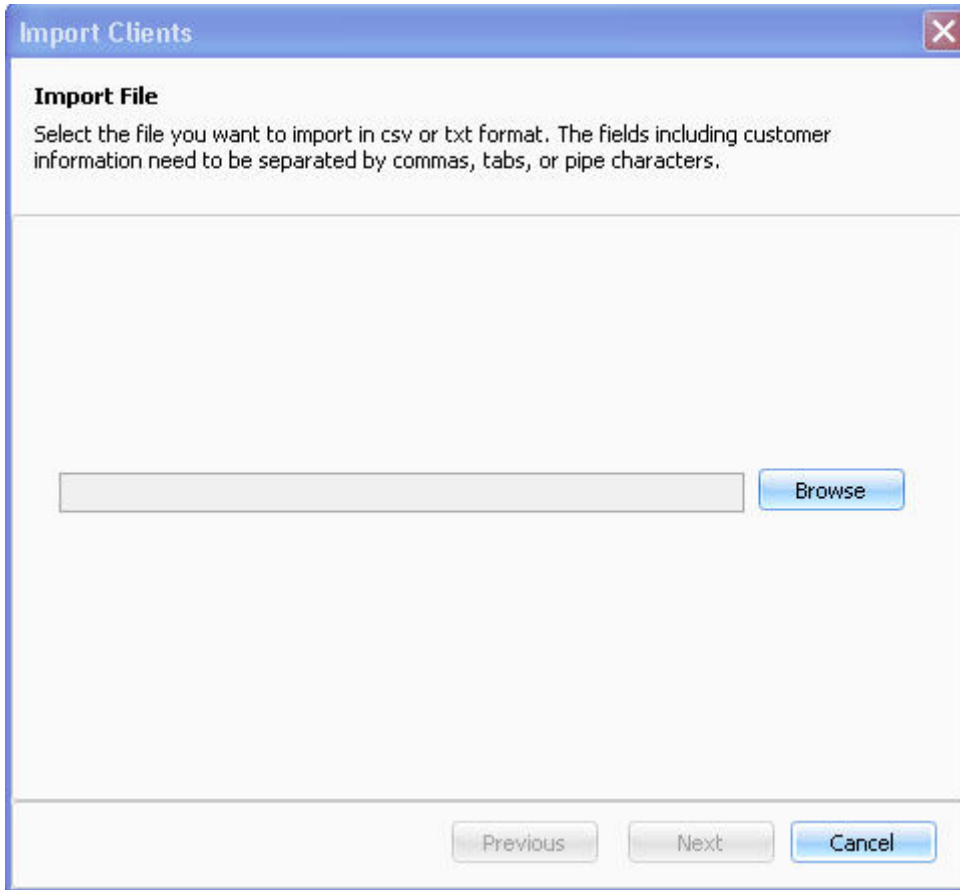 Import Clients
Import File
Select the file you want to import in csv or txt format. The fields including customer
information need to be separated by commas, tabs, or pipe characters.
Browse
Previous
Next
Cancel